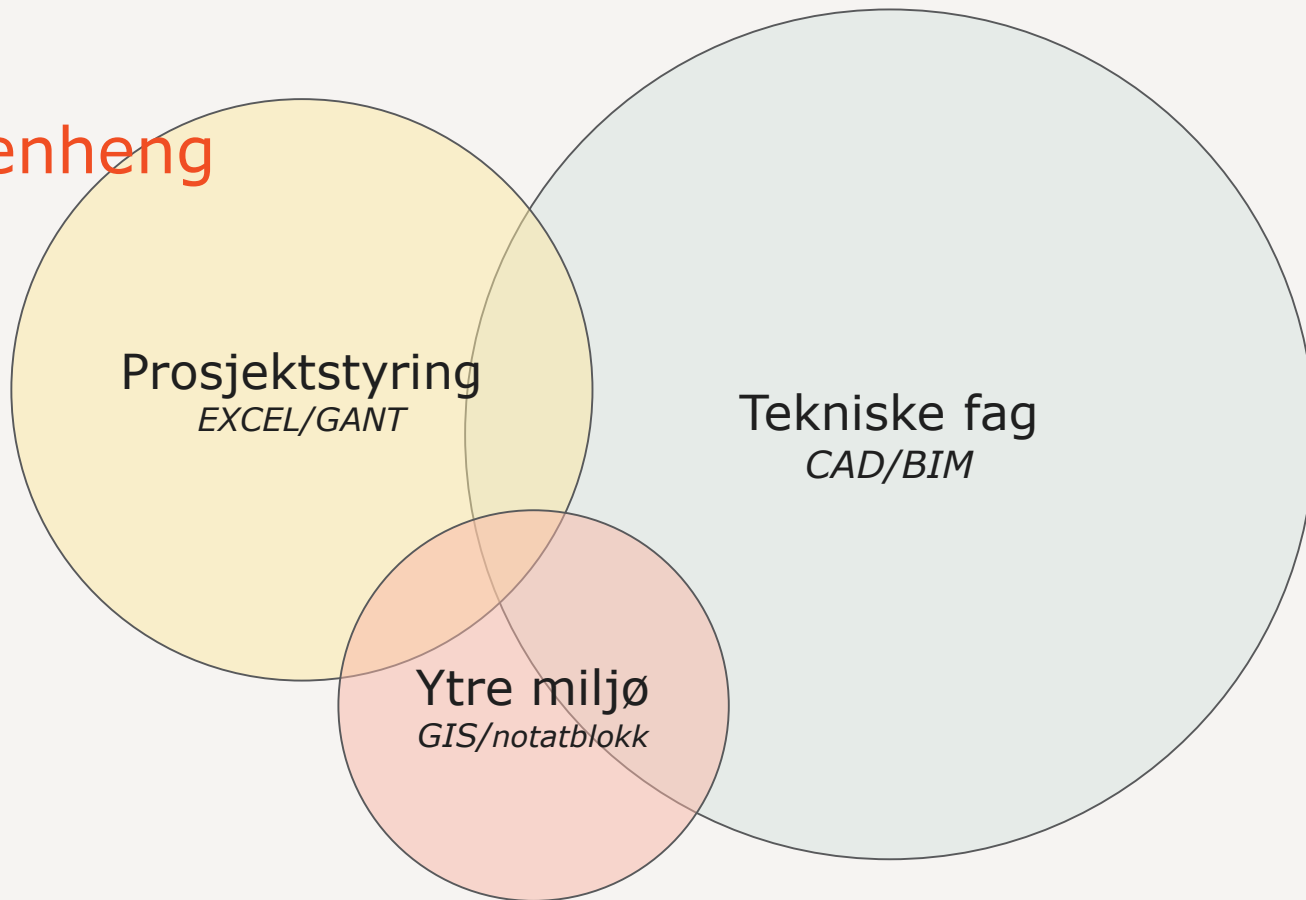 enheng
Prosjektstyring
EXCEL/GANT
Tekniske fag
CAD/BIM
Ytre miljø
GIS/notatblokk